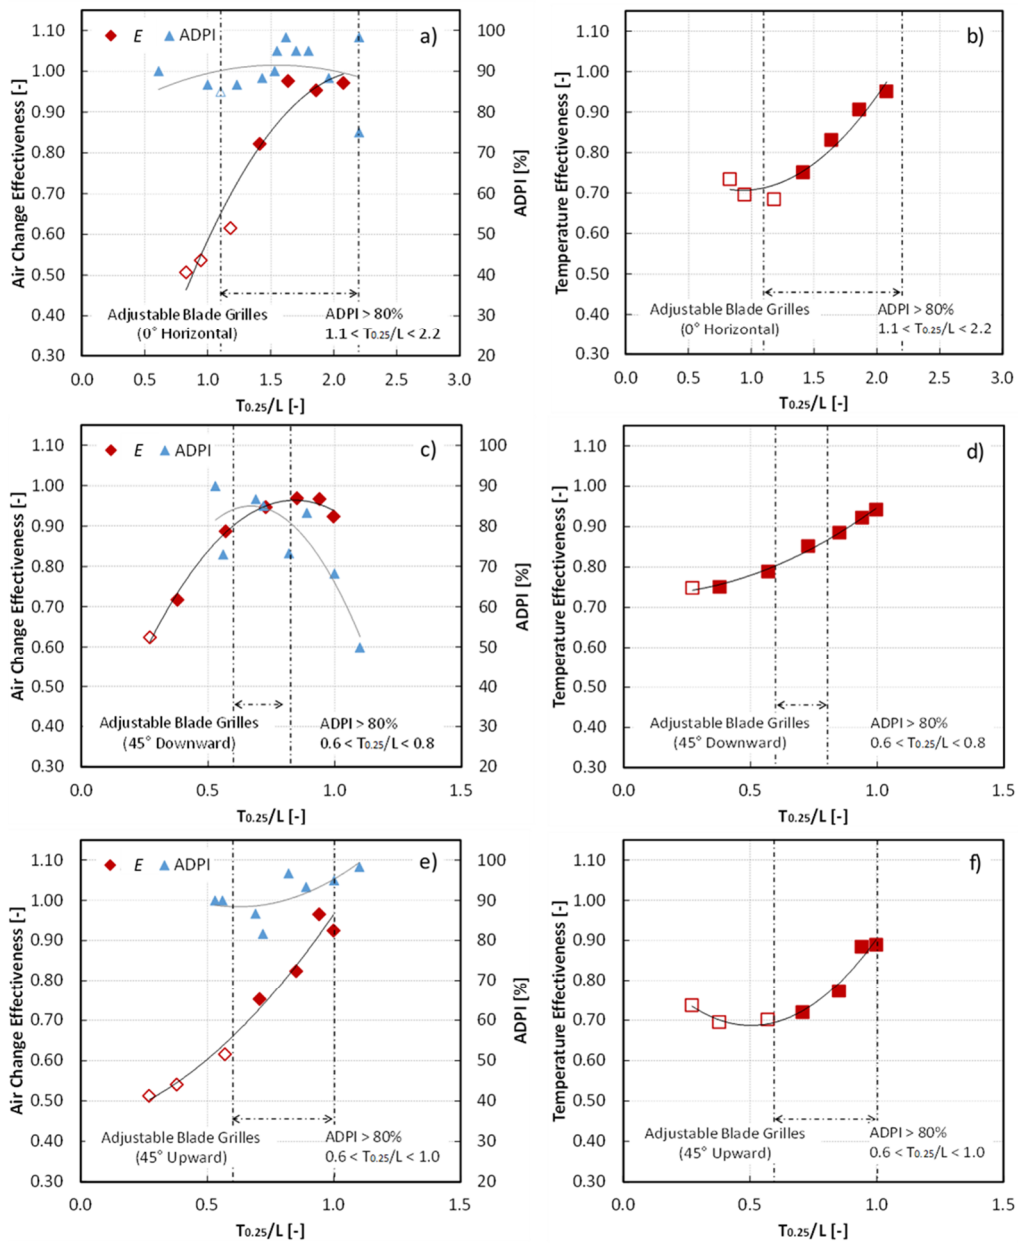 1.10
1.00
0.90
0.80
0.70
0.60
0.50
0.40
0.30
Air Change Effectiveness [-]
E
ADPI
a)
100
90
80
70
60
50
40
30
20
ADPI [%]
Adjustable Blade Grilles
(0° Horizontal)
ADPI > 80%
1.1 < T0.25/L < 2.2
0.0
0.5
1.0
1.5
2.0
2.5
3.0
T0.25/L [-]
1.10
1.00
0.90
0.80
0.70
0.60
0.50
0.40
0.30
Temperature Effectiveness [-]
b)
Adjustable Blade Grilles
(0° Horizontal)
ADPI > 80%
1.1 < T0.25/L < 2.2
0.0
0.5
1.0
1.5
2.0
2.5
3.0
T0.25/L [-]
1.10
1.00
0.90
0.80
0.70
0.60
0.50
0.40
0.30
Air Change Effectiveness [-]
E
ADPI
c)
100
90
80
70
60
50
40
30
20
ADPI [%]
Adjustable Blade Grilles
(45° Downward)
ADPI > 80%
0.6 < T0.25/L < 0.8
0.0
0.5
1.0
1.5
T0.25/L [-]
1.10
1.00
0.90
0.80
0.70
0.60
0.50
0.40
0.30
Temperature Effectiveness [-]
d)
Adjustable Blade Grilles
(45° Downward)
ADPI > 80%
0.6 < T0.25/L < 0.8
0.0
0.5
1.0
1.5
T0.25/L [-]
1.10
1.00
0.90
0.80
0.70
0.60
0.50
0.40
0.30
Air Change Effectiveness [-]
E
ADPI
e)
100
90
80
70
60
50
40
30
20
ADPI [%]
Adjustable Blade Grilles
(45° Upward)
ADPI > 80%
0.6 < T0.25/L < 1.0
0.0
0.5
1.0
1.5
T0.25/L [-]
1.10
1.00
0.90
0.80
0.70
0.60
0.50
0.40
0.30
Temperature Effectiveness [-]
f)
Adjustable Blade Grilles
(45° Upward)
ADPI > 80%
0.6 < T0.25/L < 1.0
0.0
0.5
1.0
1.5
T0.25/L [-]